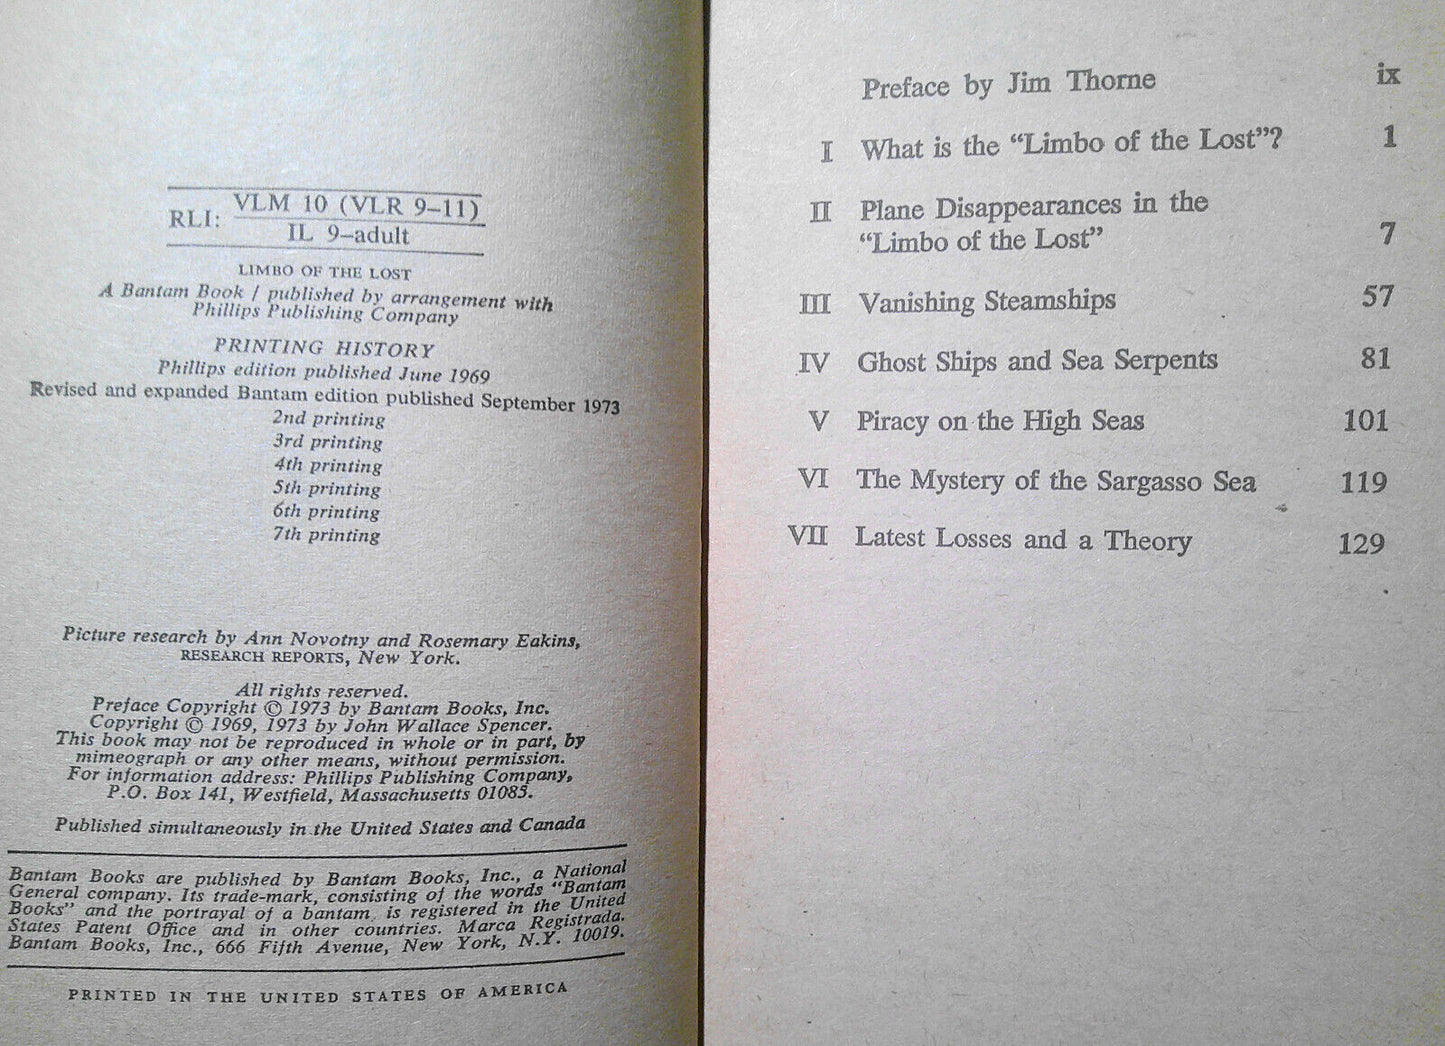 RLI: VLM 10 (VLR 9–11)
IL 9–adult
LIMBO OF THE LOST
A Bantam Book / published by arrangement with
Phillips Publishing Company
PRINTING HISTORY
Phillips edition published June 1969
Revised and expanded Bantam edition published September 1973
2nd printing
3rd printing
4th printing
5th printing
6th printing
7th printing
Picture research by Ann Novotny and Rosemary Eakins,
RESEARCH REPORTS, New York.
All rights reserved.
Preface Copyright © 1973 by Bantam Books, Inc.
Copyright © 1969, 1973 by John Wallace Spencer.
This book may not be reproduced in whole or in part, by
mimeograph or any other means, without permission.
For information address: Phillips Publishing Company,
P.O. Box 141, Westfield, Massachusetts 01085.
Published simultaneously in the United States and Canada
Bantam Books are published by Bantam Books, Inc., a National
General company. Its trade-mark, consisting of the words "Bantam
Books" and the portrayal of a bantam, is registered in the United
States Patent Office and in other countries. Marca Registrada.
Bantam Books, Inc., 666 Fifth Avenue, New York, N.Y. 10019.
PRINTED IN THE UNITED STATES OF AMERICA
Preface by Jim Thorne ix
I What is the “Limbo of the Lost”? 1
II Plane Disappearances in the
“Limbo of the Lost” 7
III Vanishing Steamships 57
IV Ghost Ships and Sea Serpents 81
V Piracy on the High Seas 101
VI The Mystery of the Sargasso Sea 119
VII Latest Losses and a Theory 129